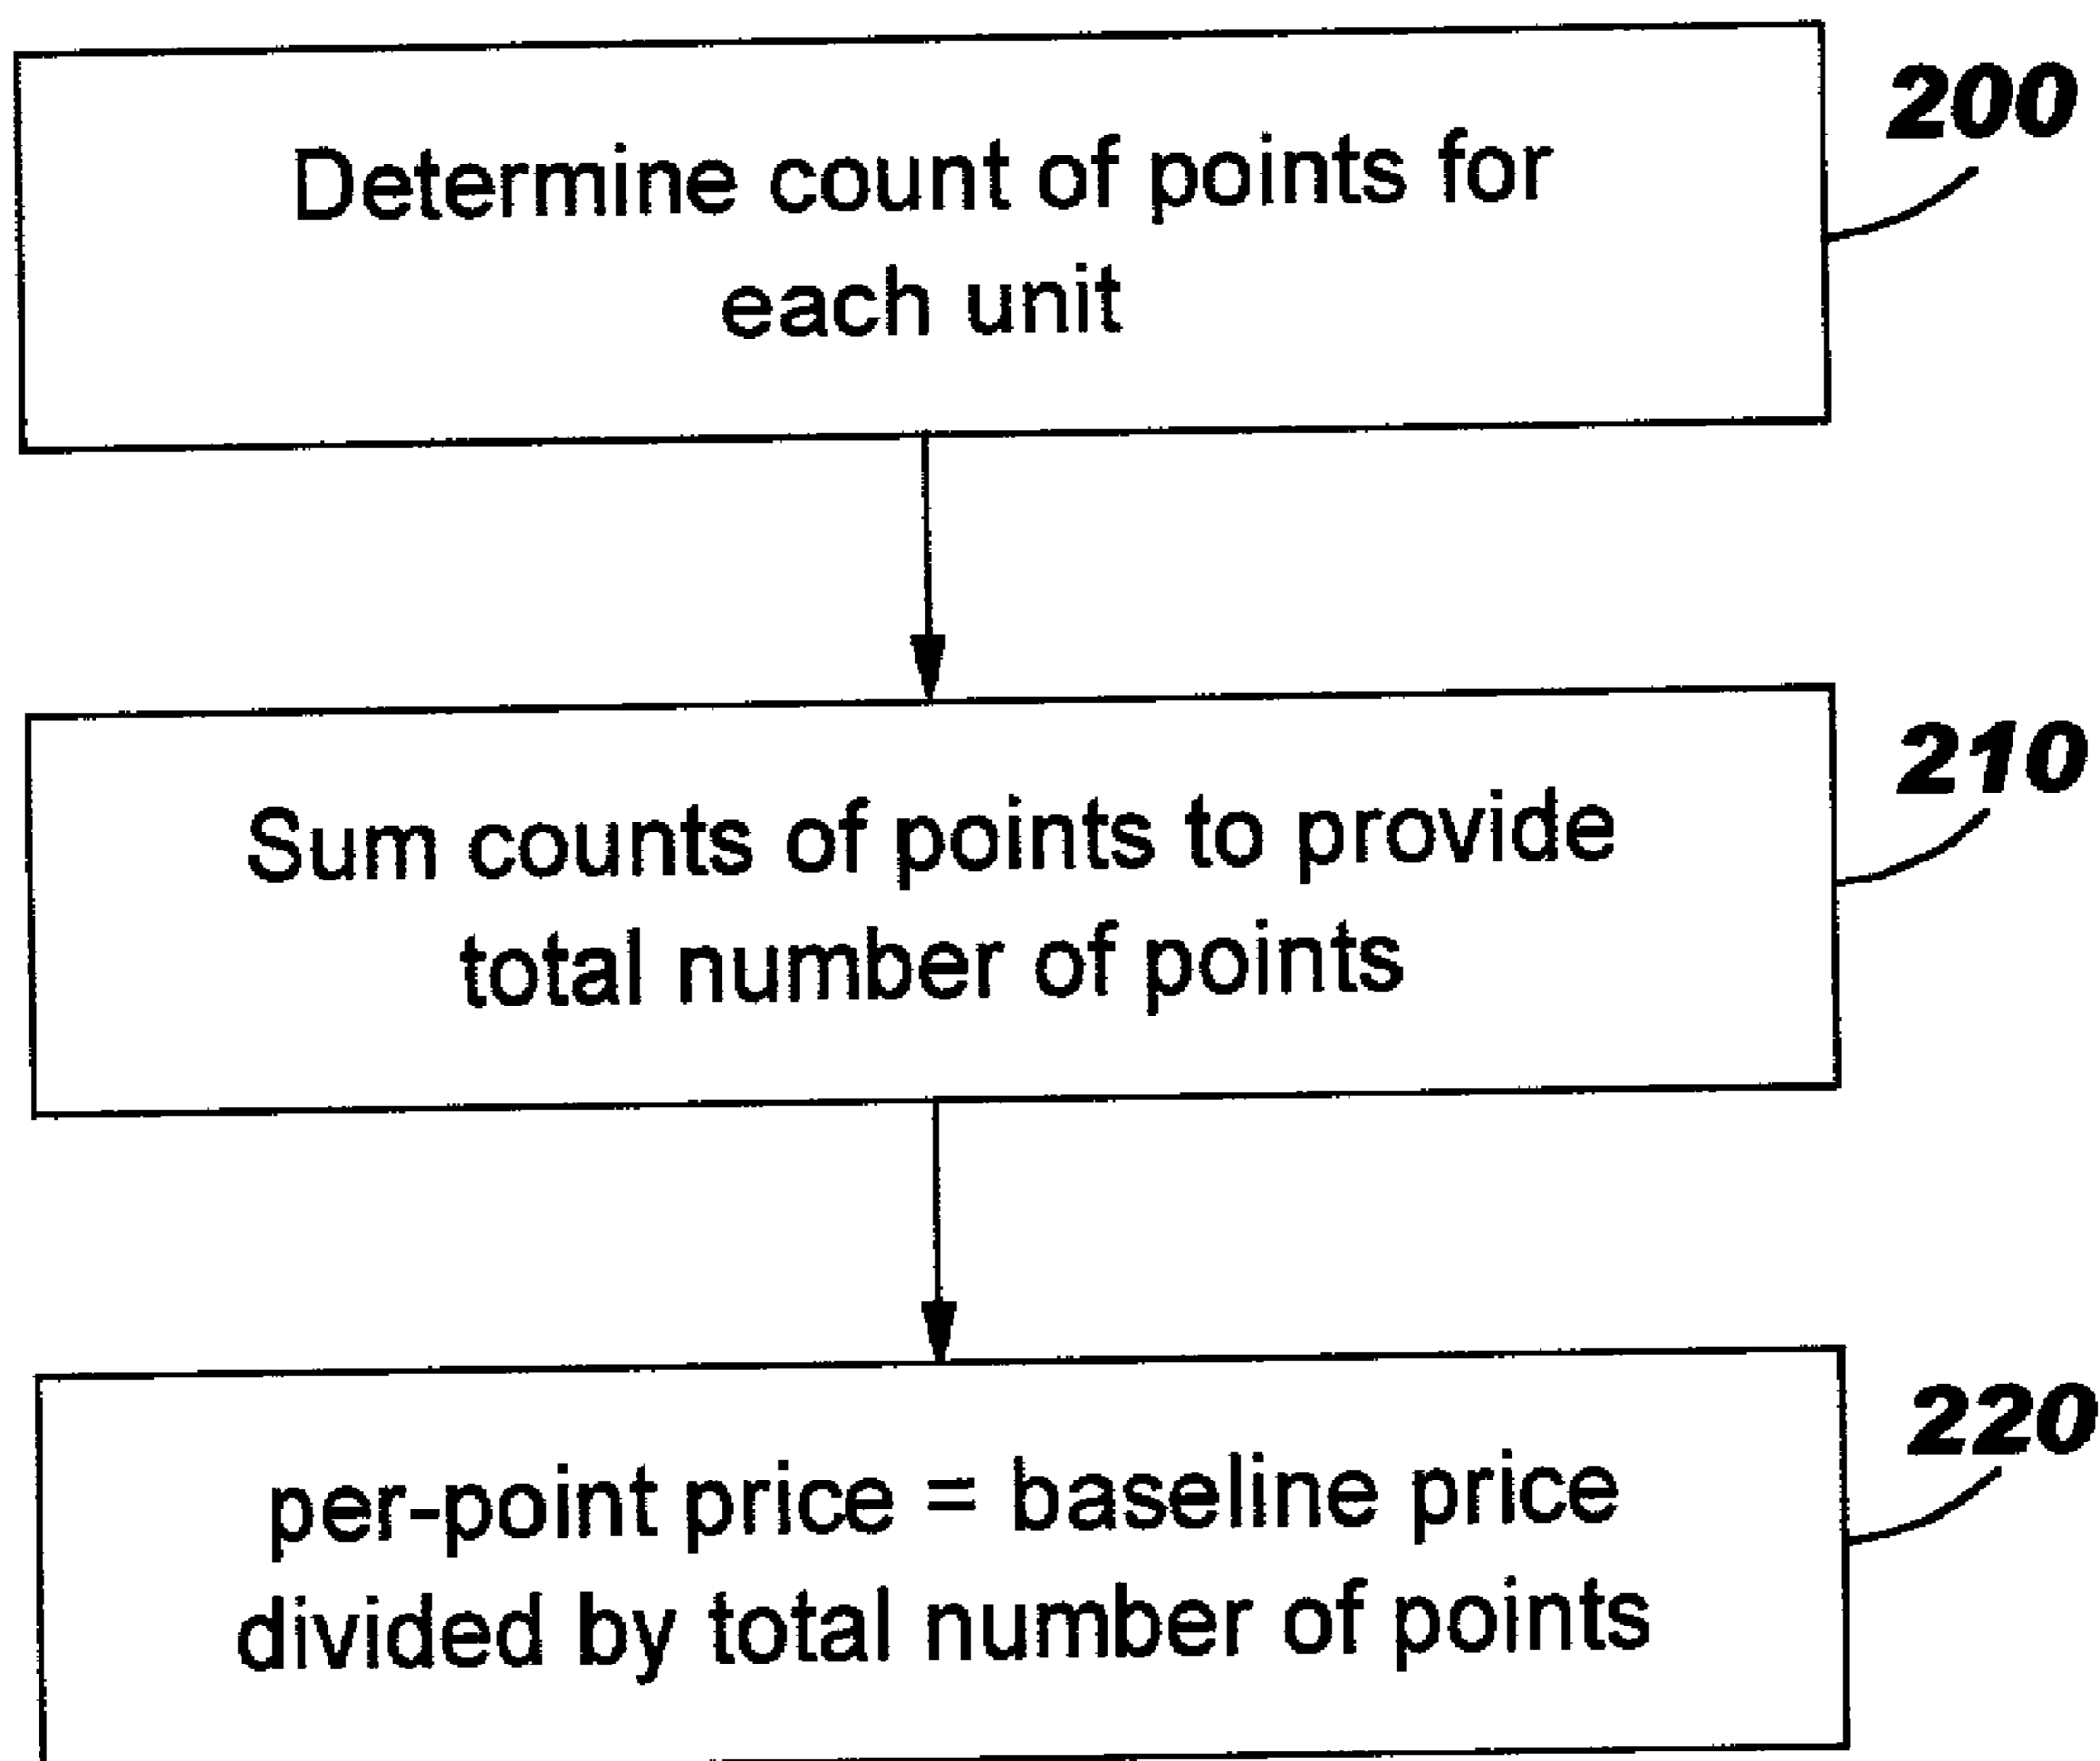 200
Determine count of points for
each unit
210
Sum counts of points to provide
total number of points
220
per-point price = baseline price
divided by total number of points